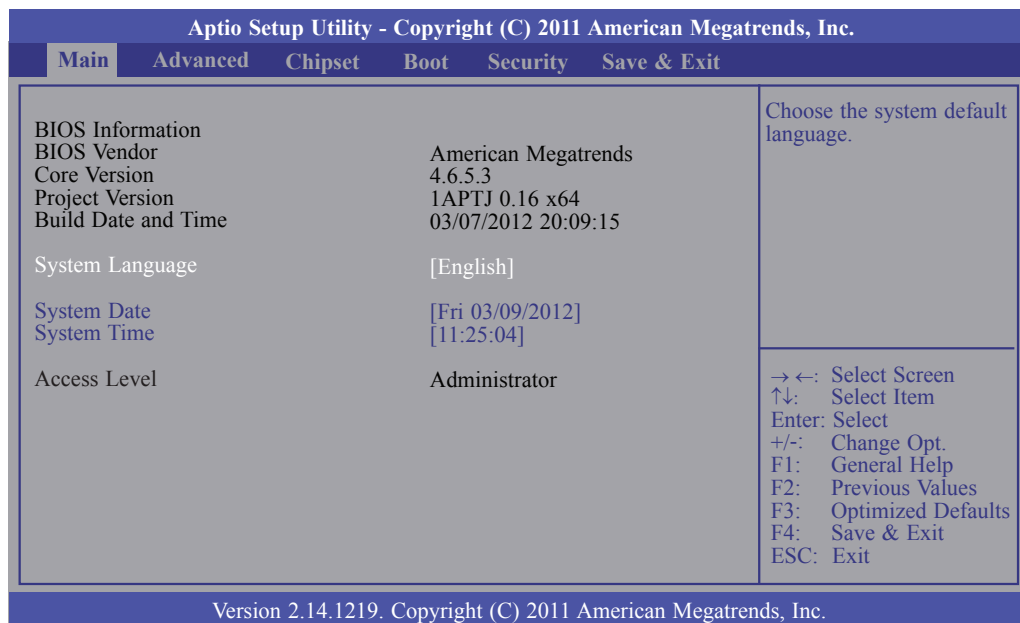 Aptio Setup Utility - Copyright (C) 2011 American Megatrends, Inc.
Main Advanced Chipset Boot Security Save & Exit
BIOS Information
BIOS Vendor American Megatrends
Core Version 4.6.5.3
Project Version 1APTJ 0.16 x64
Build Date and Time 03/07/2012 20:09:15
System Language [English]
System Date [Fri 03/09/2012]
System Time [11:25:04]
Access Level Administrator
Choose the system default
language.
→ ←: Select Screen
↑↓: Select Item
Enter: Select
+/-: Change Opt.
F1: General Help
F2: Previous Values
F3: Optimized Defaults
F4: Save & Exit
ESC: Exit
Version 2.14.1219. Copyright (C) 2011 American Megatrends, Inc.